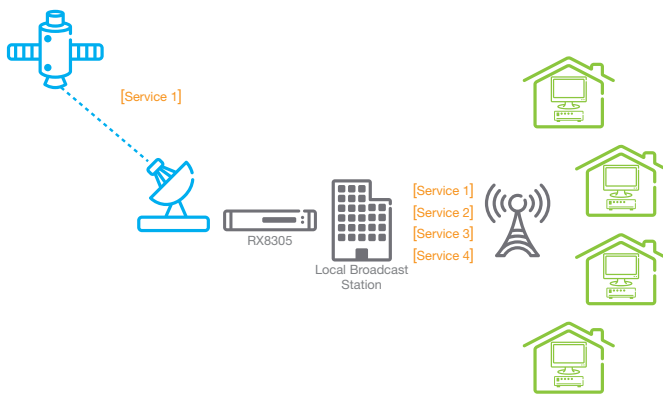 [Service 1]
RX8305
Local Broadcast
Station
[Service 1]
[Service 2]
[Service 3]
[Service 4]